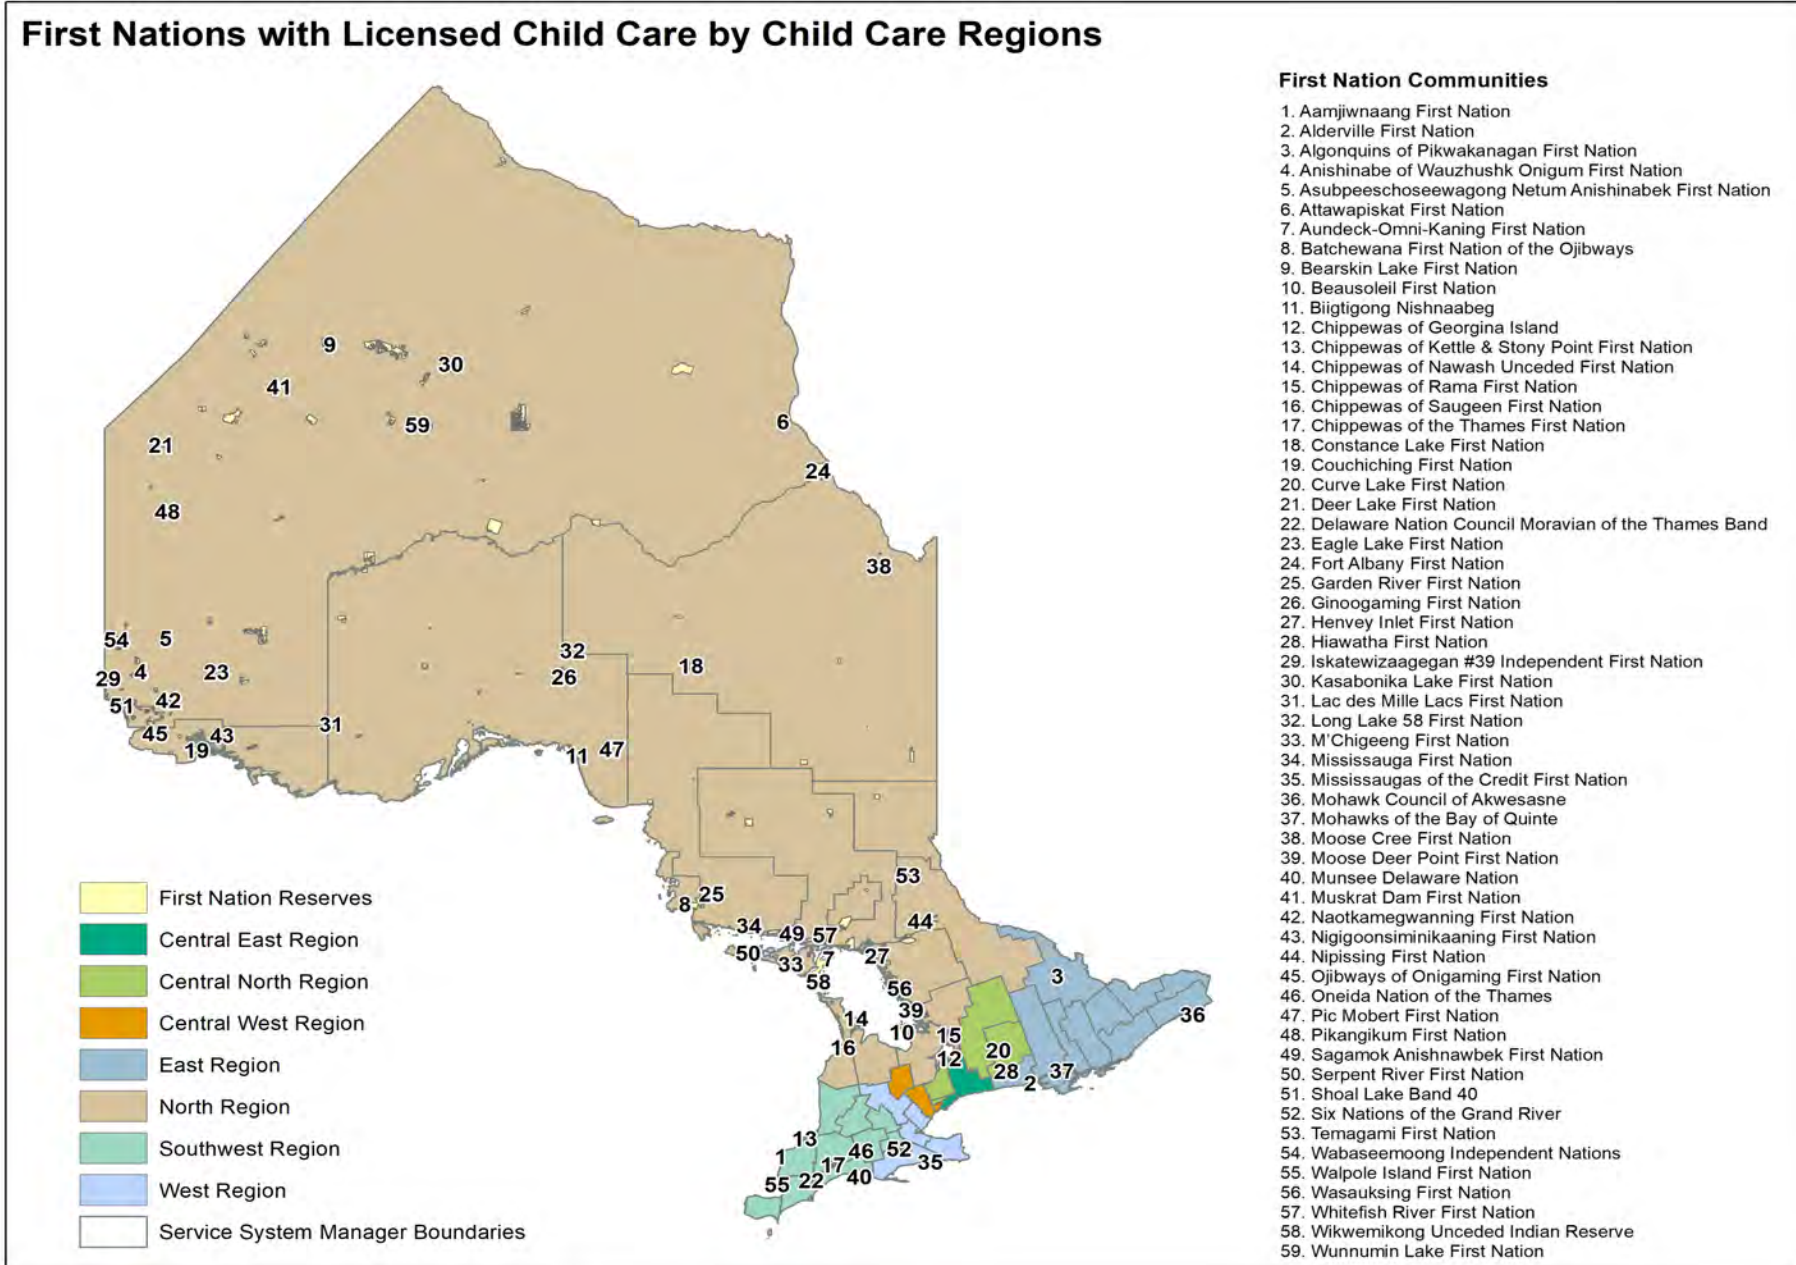 First Nations with Licensed Child Care by Child Care Regions
9
30
41
59
6
21
24
48
38
54
5
32
18
4
23
26
29
42
51
31
45
43
19
11
47
53
25
8
44
34
49
57
50
7
27
33
3
58
56
39
36
14
10
15
16
20
12
28
37
2
13
46
52
1
17
35
55
22
40
First Nation Reserves
Central East Region
Central North Region
Central West Region
East Region
North Region
Southwest Region
West Region
Service System Manager Boundaries
First Nation Communities
1. Aamjiwnaang First Nation
2. Alderville First Nation
3. Algonquins of Pikwakanagan First Nation
4. Anishinabe of Wauzhushk Onigum First Nation
5. Asubpeeschoseewagong Netum Anishinabek First Nation
6. Attawapiskat First Nation
7. Aundeck-Omni-Kaning First Nation
8. Batchewana First Nation of the Ojibways
9. Bearskin Lake First Nation
10. Beausoleil First Nation
11. Biigtigong Nishnaabeg
12. Chippewas of Georgina Island
13. Chippewas of Kettle & Stony Point First Nation
14. Chippewas of Nawash Unceded First Nation
15. Chippewas of Rama First Nation
16. Chippewas of Saugeen First Nation
17. Chippewas of the Thames First Nation
18. Constance Lake First Nation
19. Couchiching First Nation
20. Curve Lake First Nation
21. Deer Lake First Nation
22. Delaware Nation Council Moravian of the Thames Band
23. Eagle Lake First Nation
24. Fort Albany First Nation
25. Garden River First Nation
26. Ginoogaming First Nation
27. Henvey Inlet First Nation
28. Hiawatha First Nation
29. Iskatewizaagegan #39 Independent First Nation
30. Kasabonika Lake First Nation
31. Lac des Mille Lacs First Nation
32. Long Lake 58 First Nation
33. M'Chigeeng First Nation
34. Mississauga First Nation
35. Mississaugas of the Credit First Nation
36. Mohawk Council of Akwesasne
37. Mohawks of the Bay of Quinte
38. Moose Cree First Nation
39. Moose Deer Point First Nation
40. Munsee Delaware Nation
41. Muskrat Dam First Nation
42. Naotkamegwanning First Nation
43. Nigigoonsiminikaaning First Nation
44. Nipissing First Nation
45. Ojibways of Onigaming First Nation
46. Oneida Nation of the Thames
47. Pic Mobert First Nation
48. Pikangikum First Nation
49. Sagamok Anishnawbek First Nation
50. Serpent River First Nation
51. Shoal Lake Band 40
52. Six Nations of the Grand River
53. Temagami First Nation
54. Wabaseemoong Independent Nations
55. Walpole Island First Nation
56. Wasauksing First Nation
57. Whitefish River First Nation
58. Wikwemikong Unceded Indian Reserve
59. Wunnumin Lake First Nation